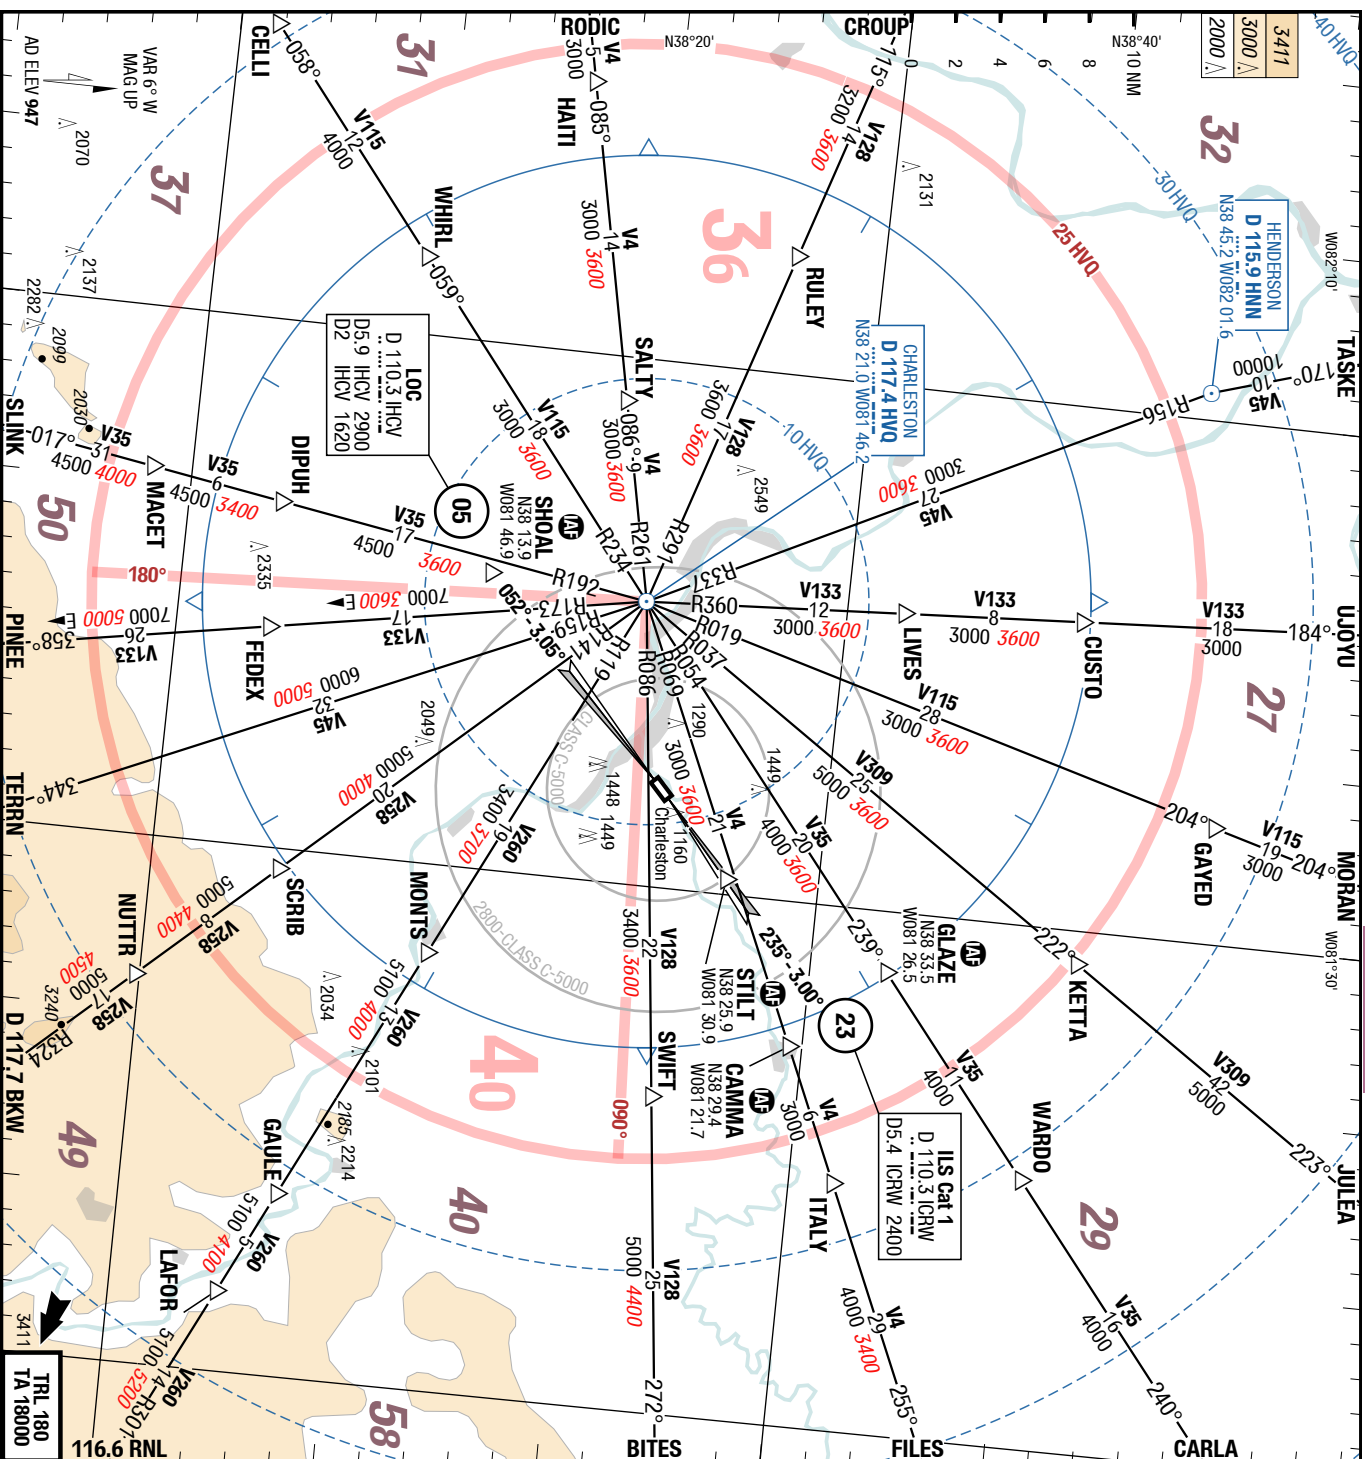 RODIC
CROUP
CELLI
VAR 6° W
MAG UP
AD ELEV 947
31
37
32
36
27
29
50
49
40
40
58
3411
3000
2000
0
2
4
6
8
10 NM
N38°20'
N38°40'
W082°10'
W081°30'
40 HVQ
30 HVQ
25 HVQ
10 HVQ
HENDERSON
D 115.9 HNN
N38 45.2 W082 01.6
CHARLESTON
D 117.4 HVQ
N38 21.0 W081 46.2
TASKE
170°
V45
10
10000
R156
3000
3600
27
V45
R337
V4
5
3000
HAITI
085°
V4
14
3000 3600
SALTY
086°-9
V4
3000 3600
R261
115°
V128
14
3200
3600
RULEY
V128
17
3600
3600
R291
058°
V115
12
4000
WHIRL
059°
V115
18
3000 3600
R234
2131
2549
2070
2137
2282
2099
2030
2335
2049
2034
2101
2185
2214
3240
3411
1290
1449
1448
1449
1160
LOC
D 110.3 IHCV
D5.9 IHCV 2900
D2 IHCV 1620
05
SHOAL
IAF
N38 13.9
W081 46.9
052° - 3.05°
SLINK
017°
V35
31
4500 4000
MACET
V35
6
4500 3400
DIPUH
V35
17
4500
3600
R192
180°
PINEE
358°
V133
26
7000 5000 E
FEDEX
V133
17
7000 3600 E
R173
R159
R141
R119
TERRN
344°
V45
32
6000 5000
V258
20
5000 4000
SCRIB
V258
8
5000 4400
NUTTR
V258
17
5000
4500
R324
D 117.7 BKW
V260
19
3400 3700
MONTS
V260
13
5100 4000
GAULE
V260
5
5100 4100
LAFOR
V260
14
5100
5200
R301
116.6 RNL
TRL 180
TA 18000
UJOYU
184°
V133
18
3000
CUSTO
V133
8
3000 3600
LIVES
V133
12
3000 3600
R360
R019
R037
R054
R069
R086
V115
28
3000 3600
204°
GAYED
V115
19
3000
204°
MORAN
V309
25
5000 3600
222°
KETTA
V309
42
5000
223°
JULEA
V35
20
4000 3600
239°
GLAZE
IAF
N38 33.5
W081 26.5
V35
11
4000
WARDO
V35
16
4000
240°
CARLA
V4
21
3000 3600
Charleston
235° - 3.00°
STILT
IAF
N38 25.9
W081 30.9
23
CAMMA
IAF
N38 29.4
W081 21.7
ILS Cat 1
D 110.3 ICRW
D5.4 ICRW 2400
V4
6
3000
ITALY
V4
29
4000 3400
255°
FILES
V128
22
3400 3600
SWIFT
090°
V128
25
5000 4400
272°
BITES
CLASS C-5000
2800-CLASS C-5000